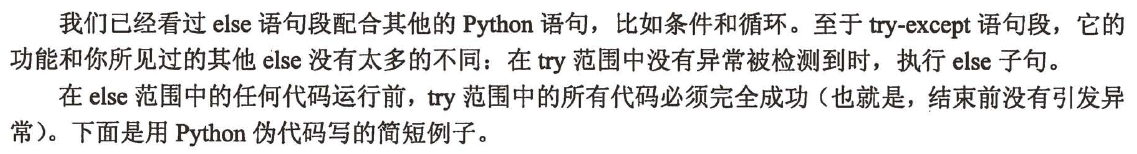 我们已经看过 else 语句段配合其他的 Python 语句，比如条件和循环。至于 try-except 语句段，它的
功能和你所见过的其他 else 没有太多的不同：在 try 范围中没有异常被检测到时，执行 else 子句。
在 else 范围中的任何代码运行前，try 范围中的所有代码必须完全成功（也就是，结束前没有引发异
常）。下面是用 Python 伪代码写的简短例子。